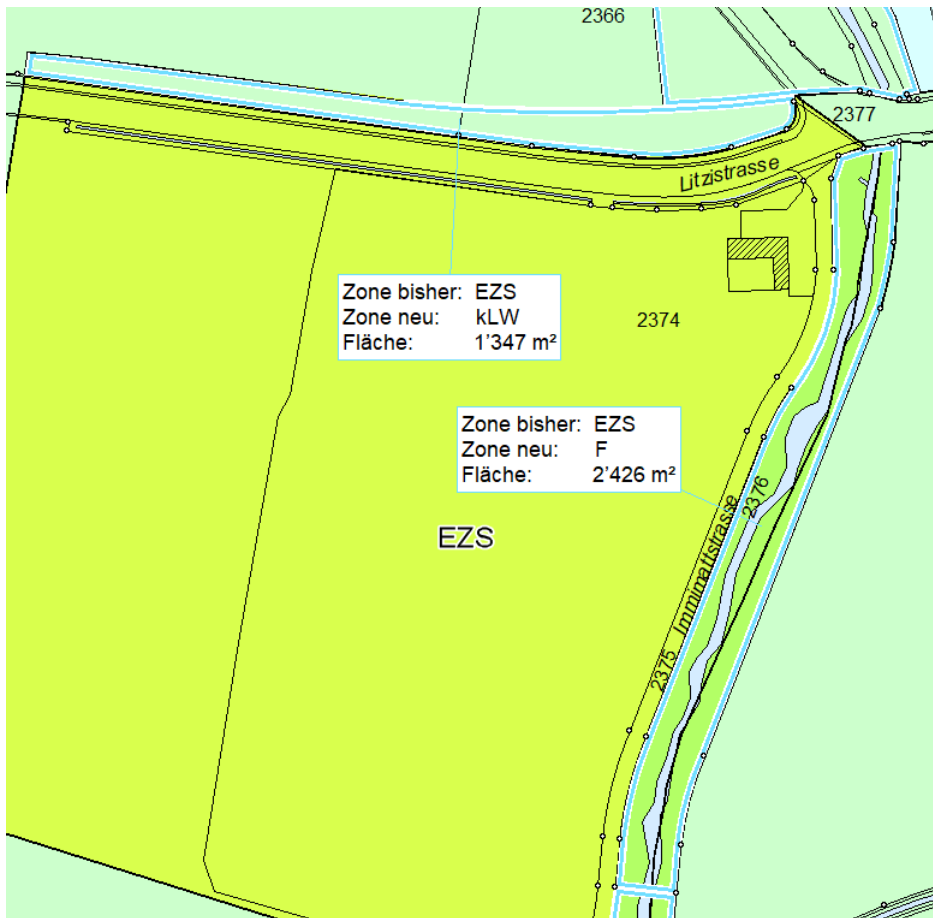 2366
2377
Litzistrasse
Zone bisher: EZS
Zone neu: kLW
Fläche: 1'347 m²
2374
Zone bisher: EZS
Zone neu: F
Fläche: 2'426 m²
2376
EZS
Immimattstrasse
2375